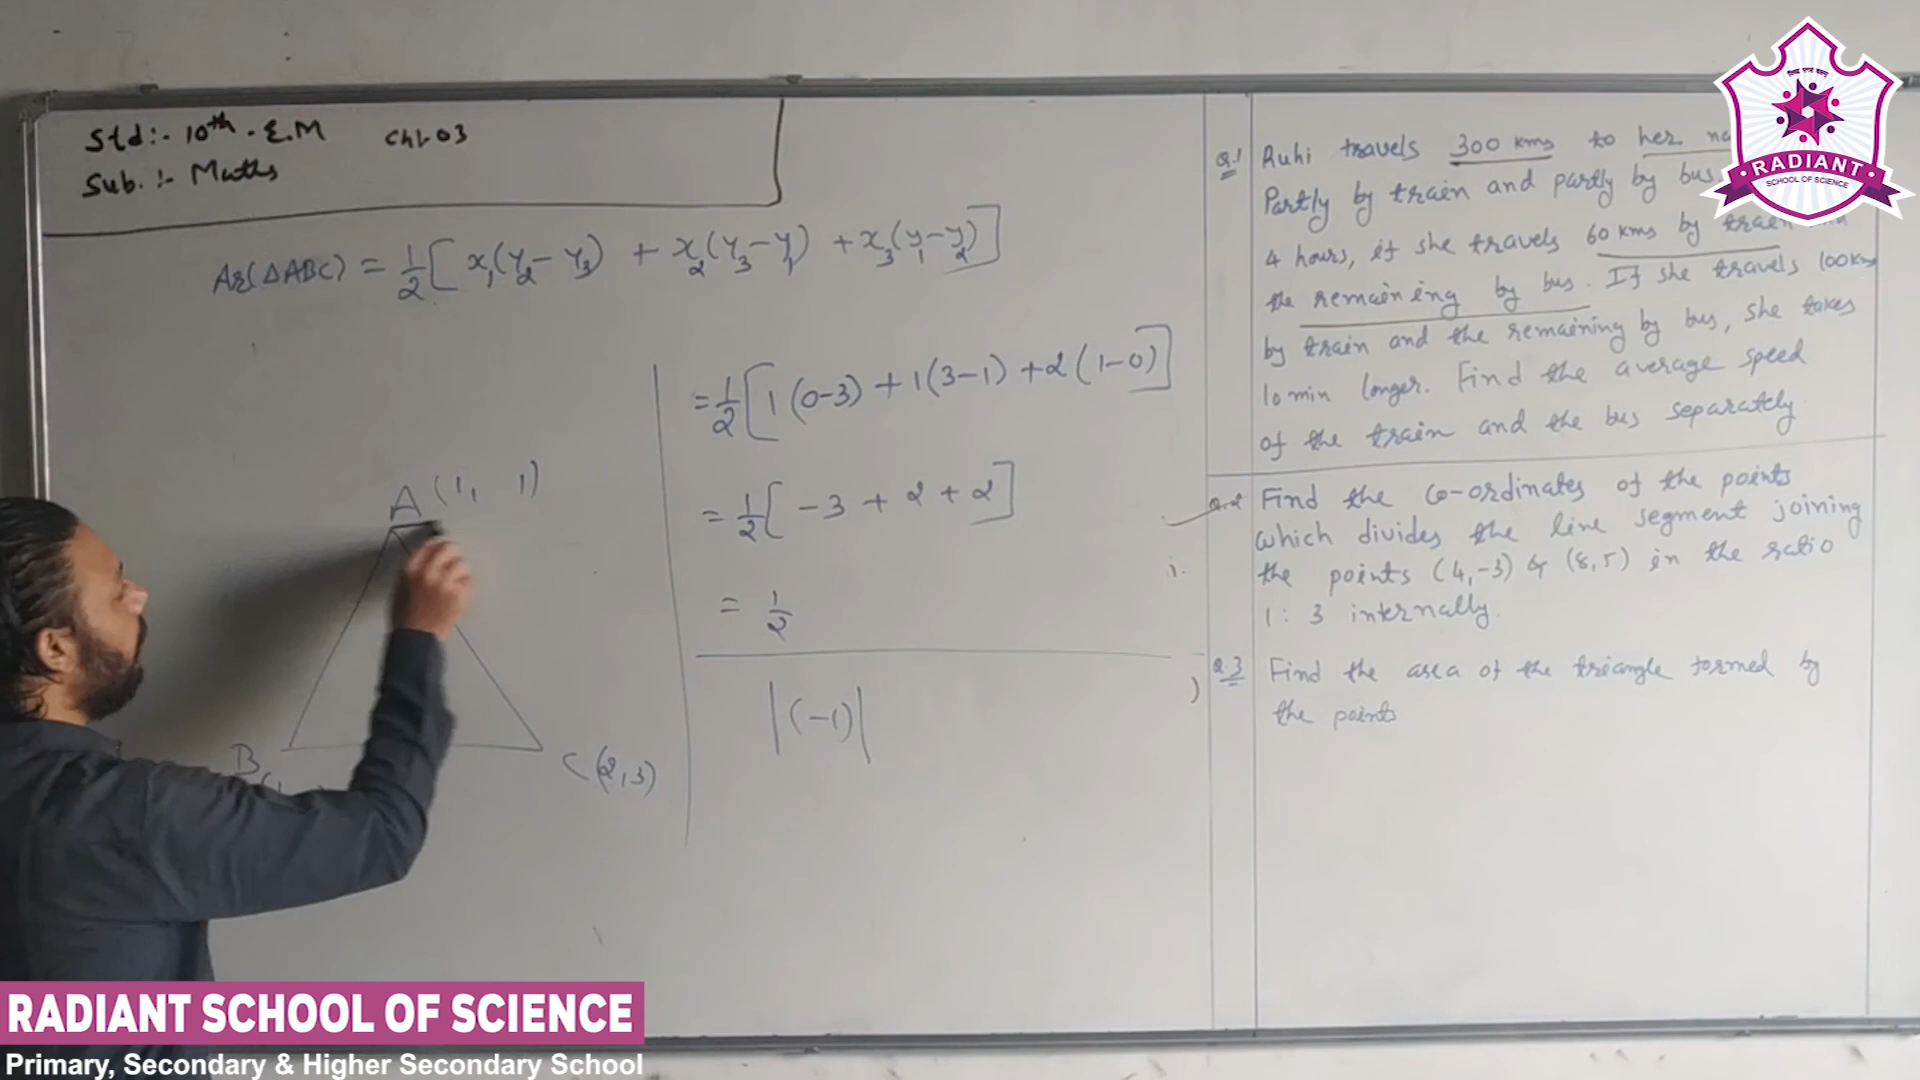 Std:- 10th - E.M Ch:-03
Sub. :- Maths
Ar(ΔABC) = 1/2 [ x₁(y₂ - y₃) + x₂(y₃ - y₁) + x₃(y₁ - y₂) ]
= 1/2 [ 1 (0-3) + 1(3-1) + 2 (1-0) ]
= 1/2 [ -3 + 2 + 2 ]
= 1/2
|(-1)|
A (1, 1)
B
C (2,3)
Q.1 Ruhi travels 300 kms to her
Partly by train and partly by bus.
4 hours, if she travels 60 kms by train
the remaineing by bus. If she travels 100km
by train and the remaining by bus, she takes
10 min longer. Find the average speed
of the train and the bus separately.
Q.2 Find the Co-ordinates of the points
which divides the line segment joining
the points (4,-3) & (8,5) in the ratio
1 : 3 internally.
Q.3 Find the area of the triangle formed by
the points
RADIANT
SCHOOL OF SCIENCE
RADIANT SCHOOL OF SCIENCE
Primary, Secondary & Higher Secondary School